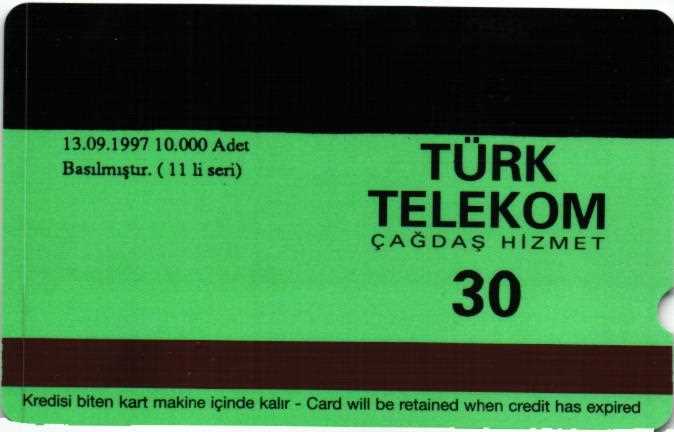 13.09.1997 10.000 Adet
Basılmıştır. ( 11 li seri)
TÜRK
TELEKOM
ÇAĞDAŞ HİZMET
30
Kredisi biten kart makine içinde kalır - Card will be retained when credit has expired